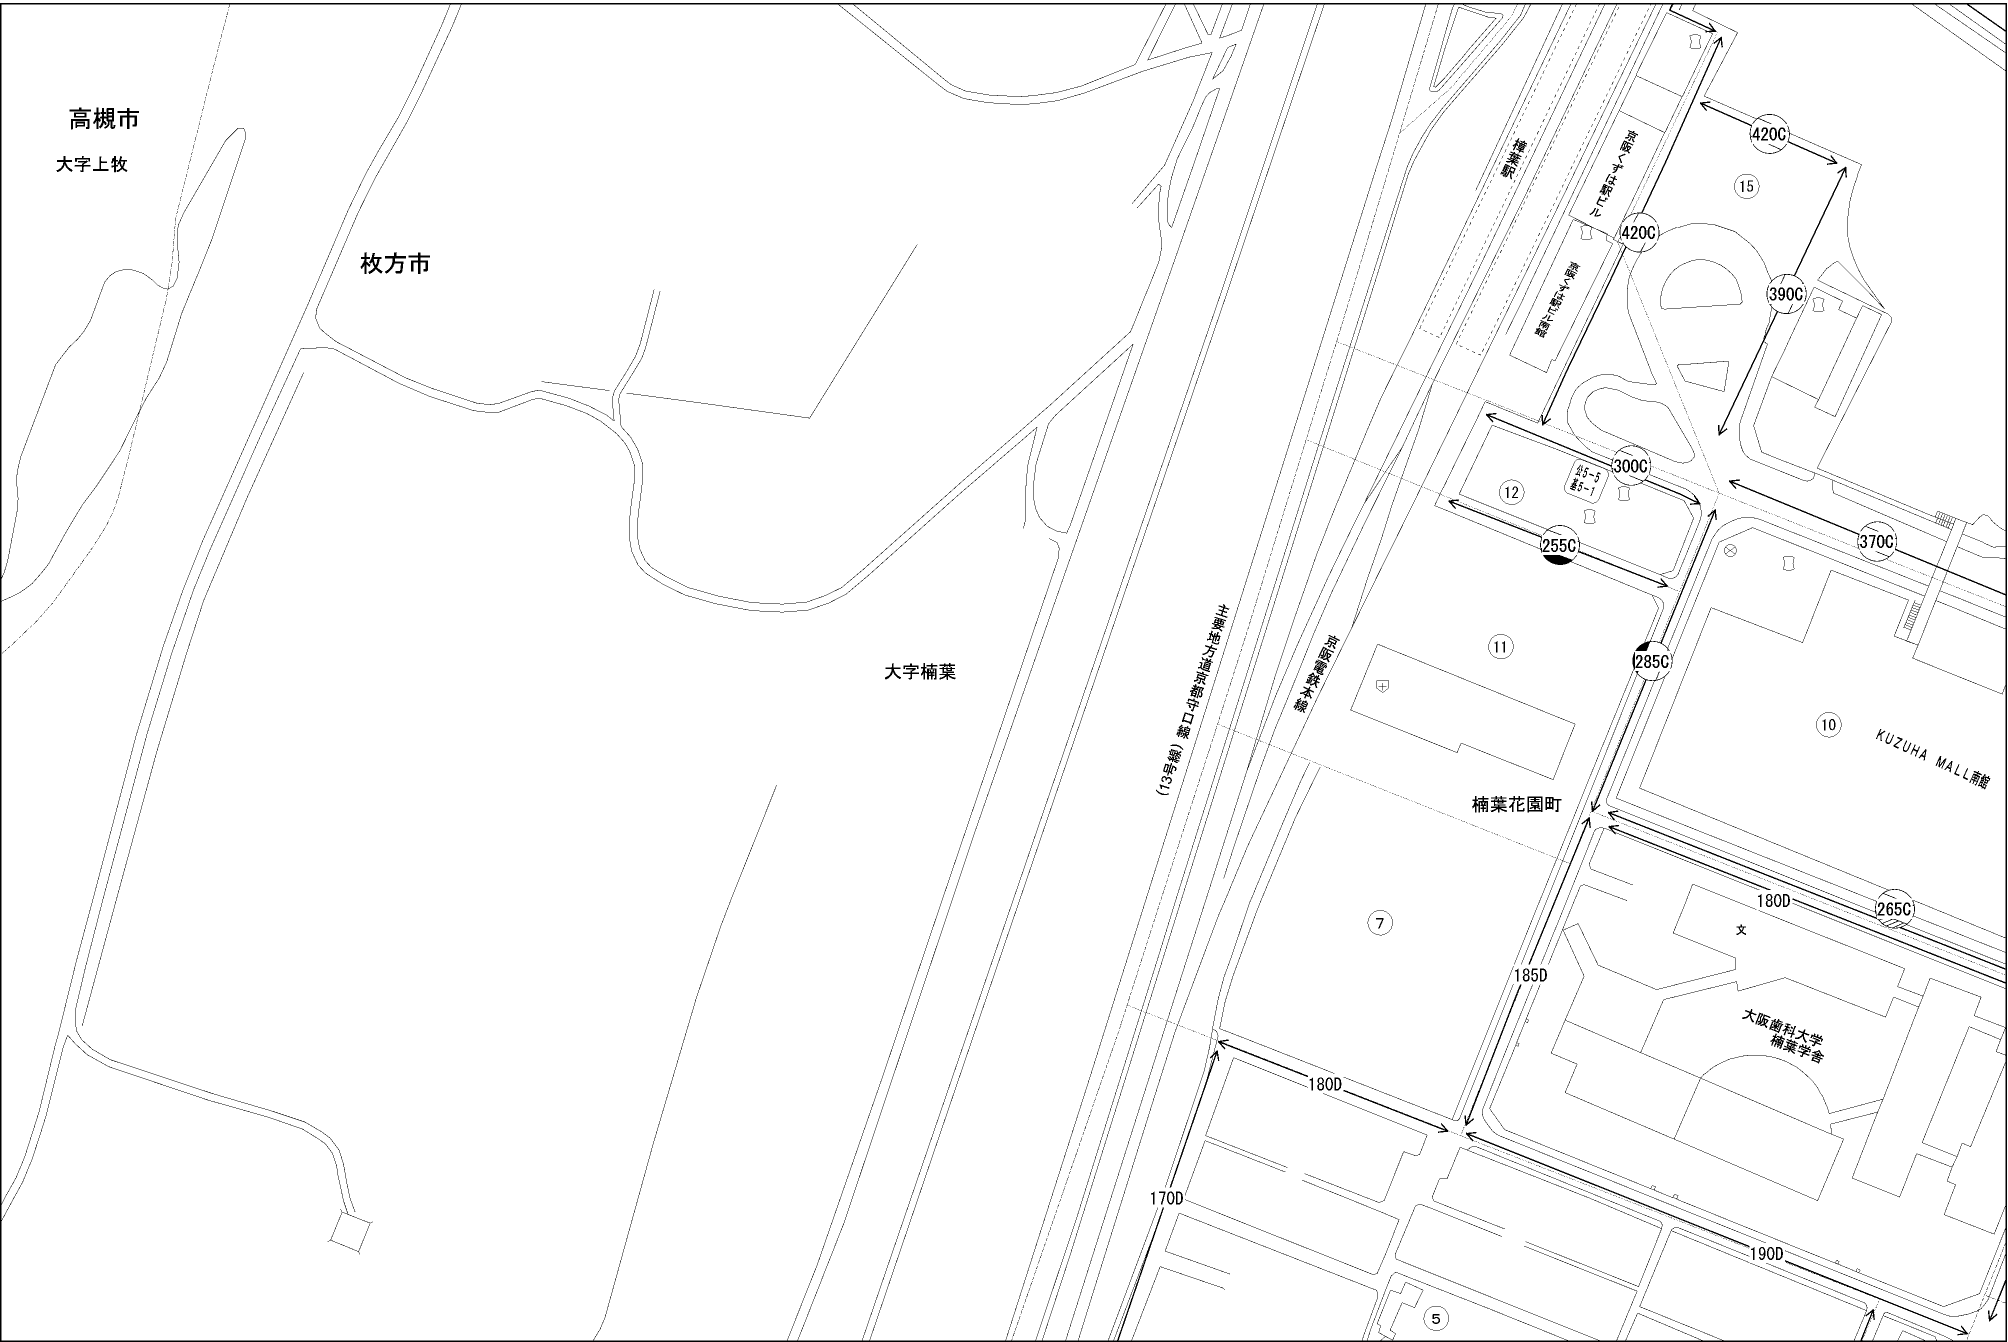 高槻市
大字上牧
枚方市
大字楠葉
主要地方道京都守口線
(13号線)
京阪電鉄本線
樟葉駅
京阪くずは駅ビル
京阪くずは駅ビル南館
420C
15
420C
390C
300C
公5-5
基5-1
12
255C
370C
11
285C
10
KUZUHA MALL南館
楠葉花園町
7
180D
265C
文
185D
大阪歯科大学
楠葉学舎
180D
170D
190D
5